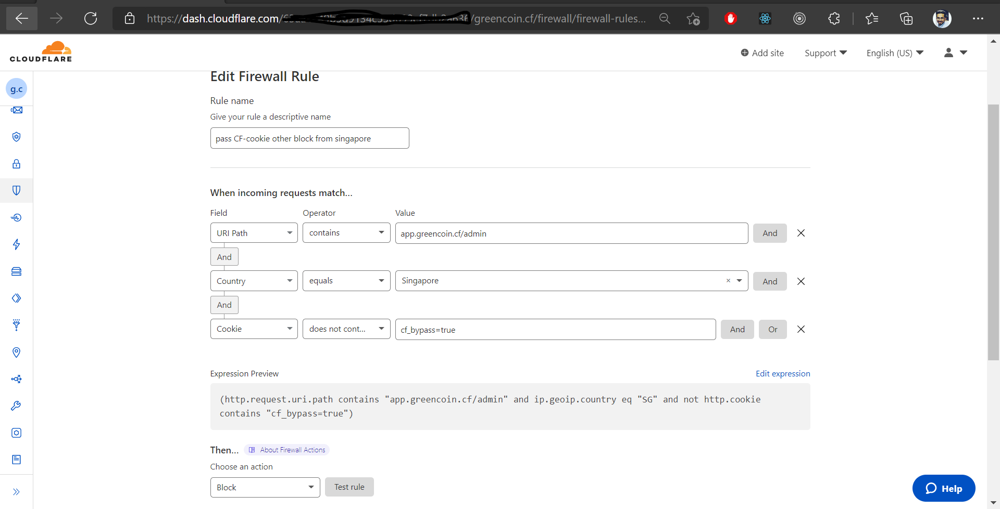 https://dash.cloudflare.com/ /greencoin.cf/firewall/firewall-rules...
CLOUDFLARE
Add site
Support
English (US)
g.c
Edit Firewall Rule
Rule name
Give your rule a descriptive name
pass CF-cookie other block from singapore
When incoming requests match...
Field Operator Value
URI Path contains app.greencoin.cf/admin And
And
Country equals Singapore × And
And
Cookie does not cont... cf_bypass=true And Or
Expression Preview Edit expression
(http.request.uri.path contains "app.greencoin.cf/admin" and ip.geoip.country eq "SG" and not http.cookie
contains "cf_bypass=true")
Then... About Firewall Actions
Choose an action
Block Test rule
Help